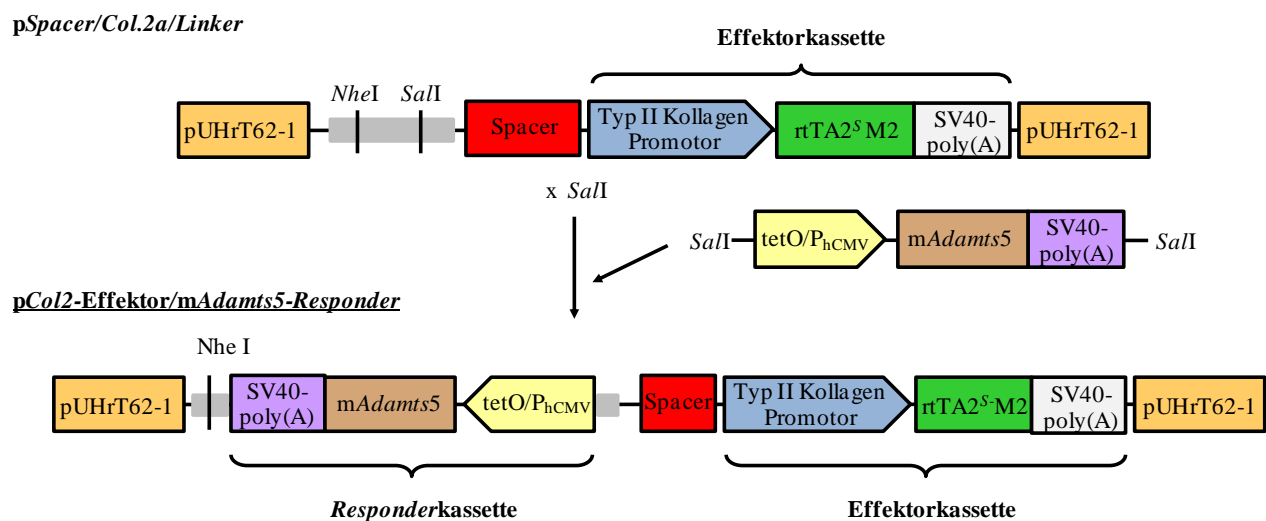 pSpacer/Col.2a/Linker
Effektorkassette
NheI
SalI
pUHrT62-1
Spacer
Typ II Kollagen
Promotor
rtTA2S M2
SV40-
poly(A)
pUHrT62-1
x SalI
SalI
tetO/PhCMV
mAdamts5
SV40-
poly(A)
SalI
pCol2-Effektor/mAdamts5-Responder
Nhe I
pUHrT62-1
SV40-
poly(A)
mAdamts5
tetO/PhCMV
Spacer
Typ II Kollagen
Promotor
rtTA2S-M2
SV40-
poly(A)
pUHrT62-1
Responderkassette
Effektorkassette